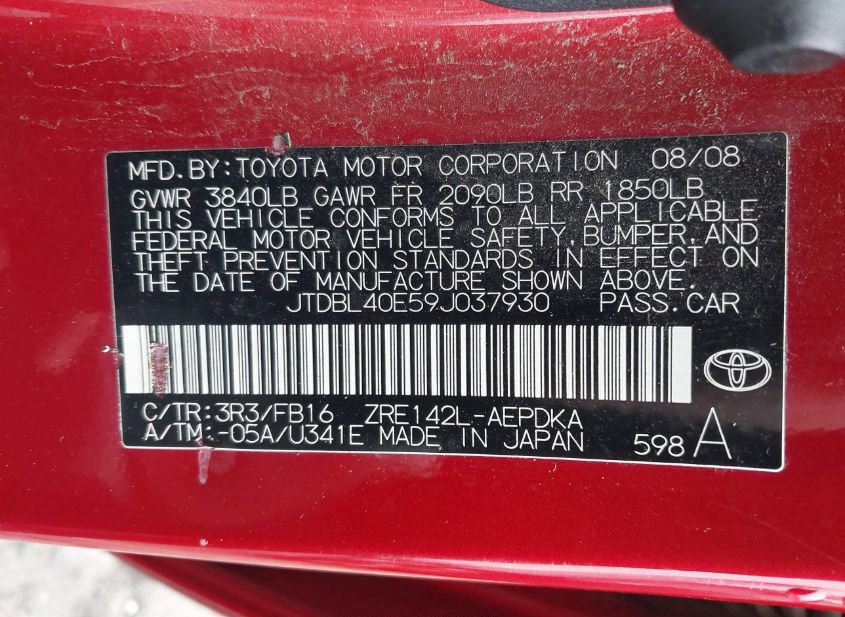 MFD. BY: TOYOTA MOTOR CORPORATION 08/08
GVWR 3840LB GAWR FR 2090LB RR 1850LB
THIS VEHICLE CONFORMS TO ALL APPLICABLE
FEDERAL MOTOR VEHICLE SAFETY, BUMPER, AND
THEFT PREVENTION STANDARDS IN EFFECT ON
THE DATE OF MANUFACTURE SHOWN ABOVE.
JTDBL40E59J037930 PASS. CAR
C/TR: 3R3/FB16 ZRE142L-AEPDKA
A/TM: -05A/U341E MADE IN JAPAN 598 A